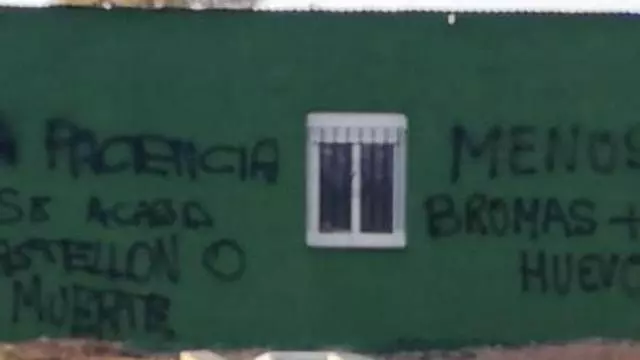 A PACIENCIA
SE ACABA
ASTELLON O
MUERTE
MENOS
BROMAS +
HUEVO